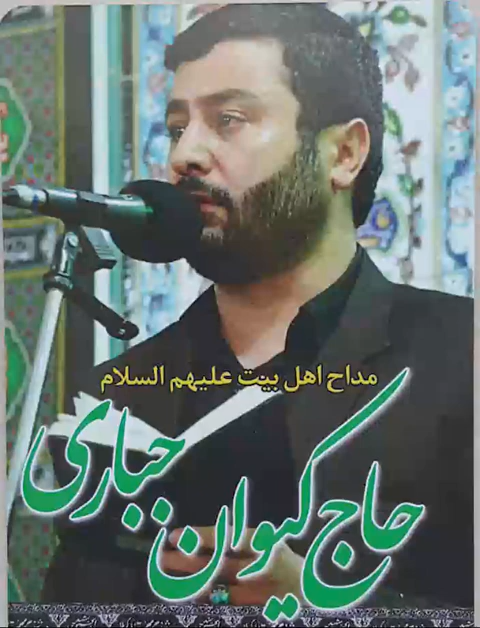 مداح اهل بیت علیهم السلام
حاج کیوان جباری